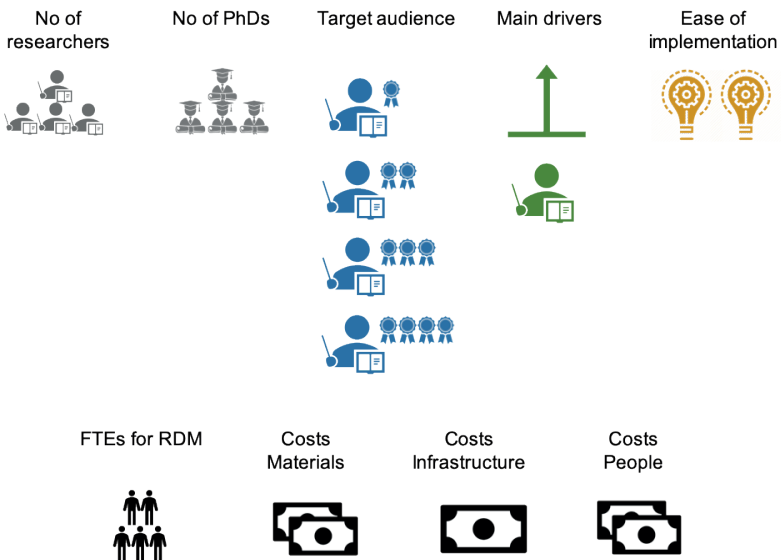 No of
researchers
No of PhDs
Target audience
Main drivers
Ease of
implementation
FTEs for RDM
Costs
Materials
Costs
Infrastructure
Costs
People